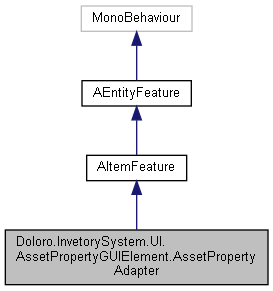 MonoBehaviour
AEntityFeature
AItemFeature
Doloro.InvetorySystem.UI.
AssetPropertyGUIElement.AssetProperty
Adapter